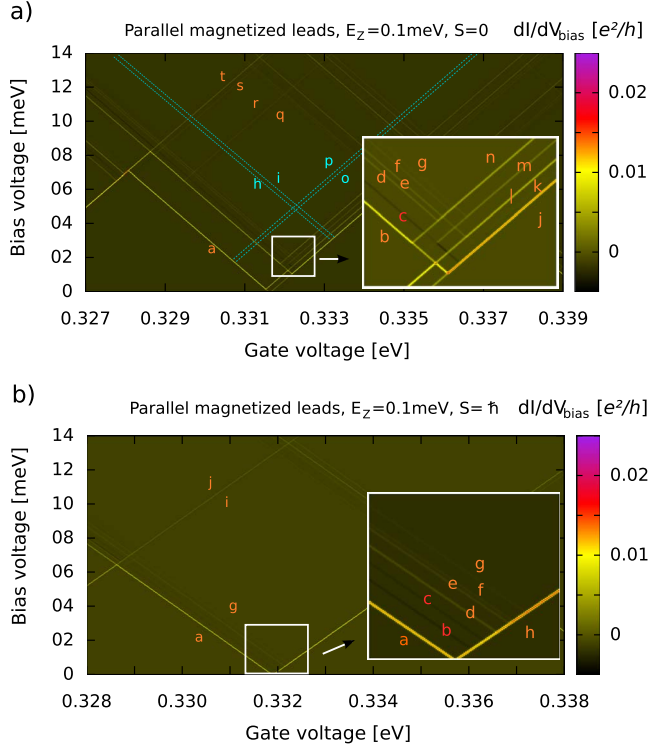 a)
Parallel magnetized leads, E_Z=0.1meV, S=0
dI/dV_bias [e²/h]
14
12
10
08
06
04
02
0
Bias voltage [meV]
t
s
r
q
p
o
h
i
a
d
f
g
e
c
b
n
m
l
k
j
0.02
0.01
0
0.327
0.329
0.331
0.333
0.335
0.337
0.339
Gate voltage [eV]
b)
Parallel magnetized leads, E_Z=0.1meV, S= ħ
dI/dV_bias [e²/h]
14
12
10
08
06
04
02
0
Bias voltage [meV]
j
i
g
a
g
e
f
c
d
b
a
h
0.02
0.01
0
0.328
0.330
0.332
0.334
0.336
0.338
Gate voltage [eV]